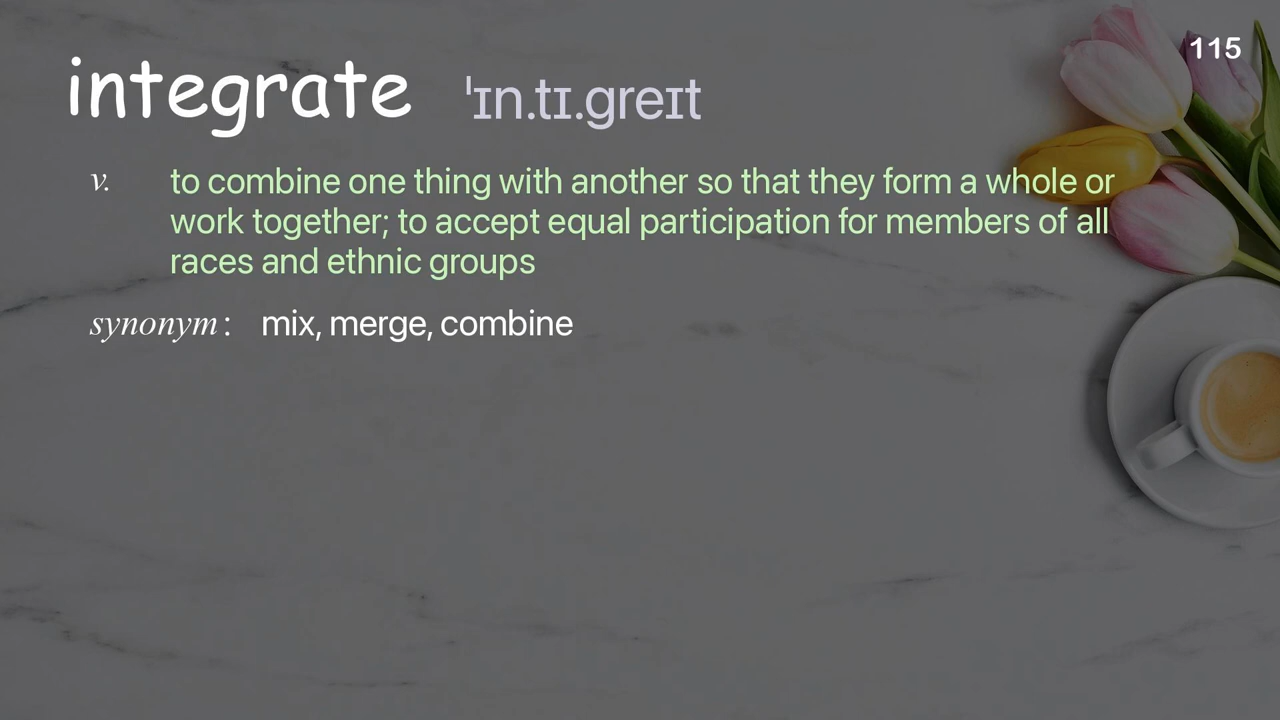 115
integrate ˈɪn.tɪ.greɪt
v. to combine one thing with another so that they form a whole or
work together; to accept equal participation for members of all
races and ethnic groups
synonym: mix, merge, combine